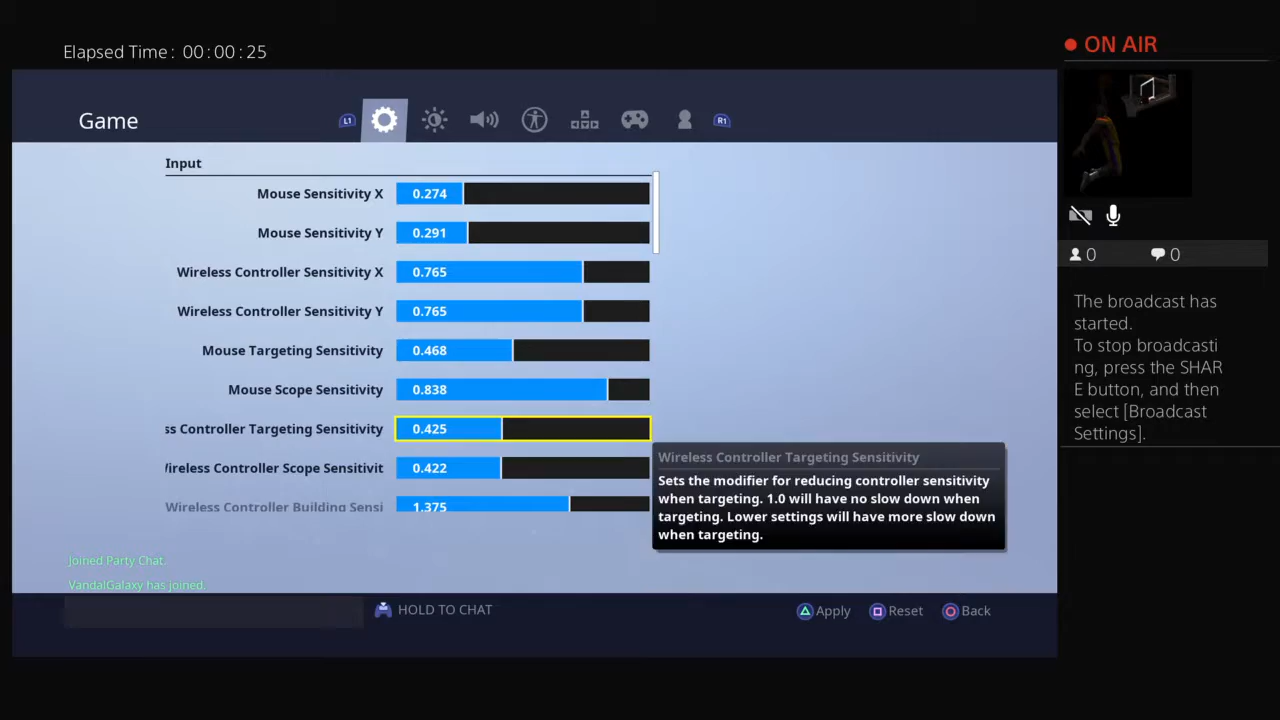 Elapsed Time: 00:00:25
ON AIR
Game
L1
R1
Input
Mouse Sensitivity X 0.274
Mouse Sensitivity Y 0.291
Wireless Controller Sensitivity X 0.765
Wireless Controller Sensitivity Y 0.765
Mouse Targeting Sensitivity 0.468
Mouse Scope Sensitivity 0.838
ss Controller Targeting Sensitivity 0.425
Wireless Controller Scope Sensitivit 0.422
Wireless Controller Building Sensi 1.375
Wireless Controller Targeting Sensitivity
Sets the modifier for reducing controller sensitivity
when targeting. 1.0 will have no slow down when
targeting. Lower settings will have more slow down
when targeting.
Joined Party Chat.
VandalGalaxy has joined.
HOLD TO CHAT
Apply Reset Back
0 0
The broadcast has
started.
To stop broadcasti
ng, press the SHAR
E button, and then
select [Broadcast
Settings].